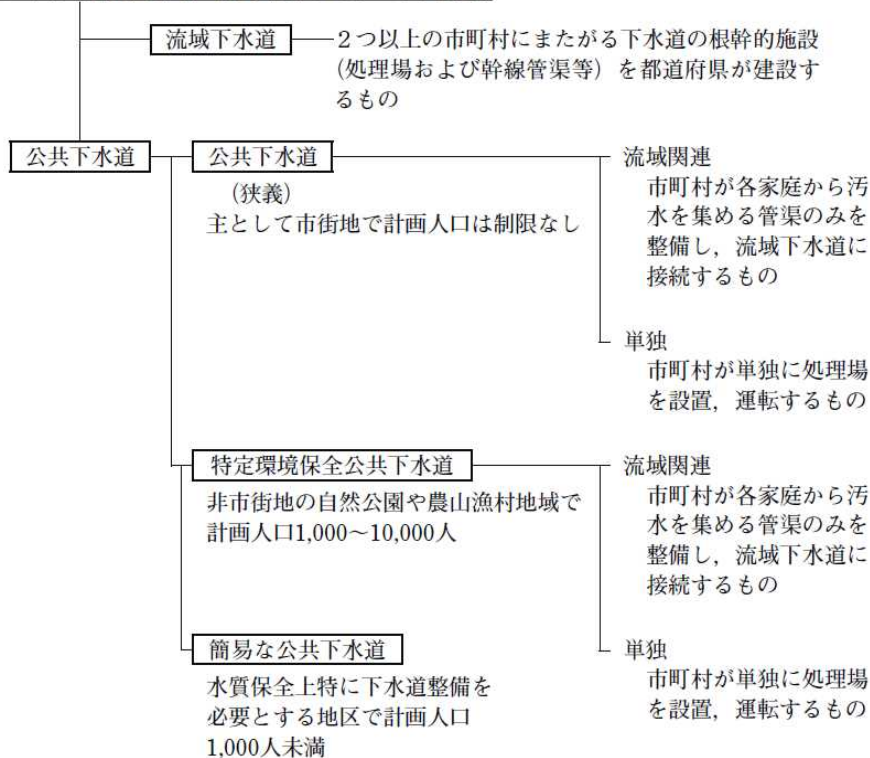 流域下水道
2つ以上の市町村にまたがる下水道の根幹的施設
(処理場および幹線管渠等)を都道府県が建設す
るもの
公共下水道
公共下水道
(狭義)
主として市街地で計画人口は制限なし
流域関連
市町村が各家庭から汚
水を集める管渠のみを
整備し,流域下水道に
接続するもの
単独
市町村が単独に処理場
を設置,運転するもの
特定環境保全公共下水道
非市街地の自然公園や農山漁村地域で
計画人口1,000~10,000人
流域関連
市町村が各家庭から汚
水を集める管渠のみを
整備し,流域下水道に
接続するもの
簡易な公共下水道
水質保全上特に下水道整備を
必要とする地区で計画人口
1,000人未満
単独
市町村が単独に処理場
を設置,運転するもの